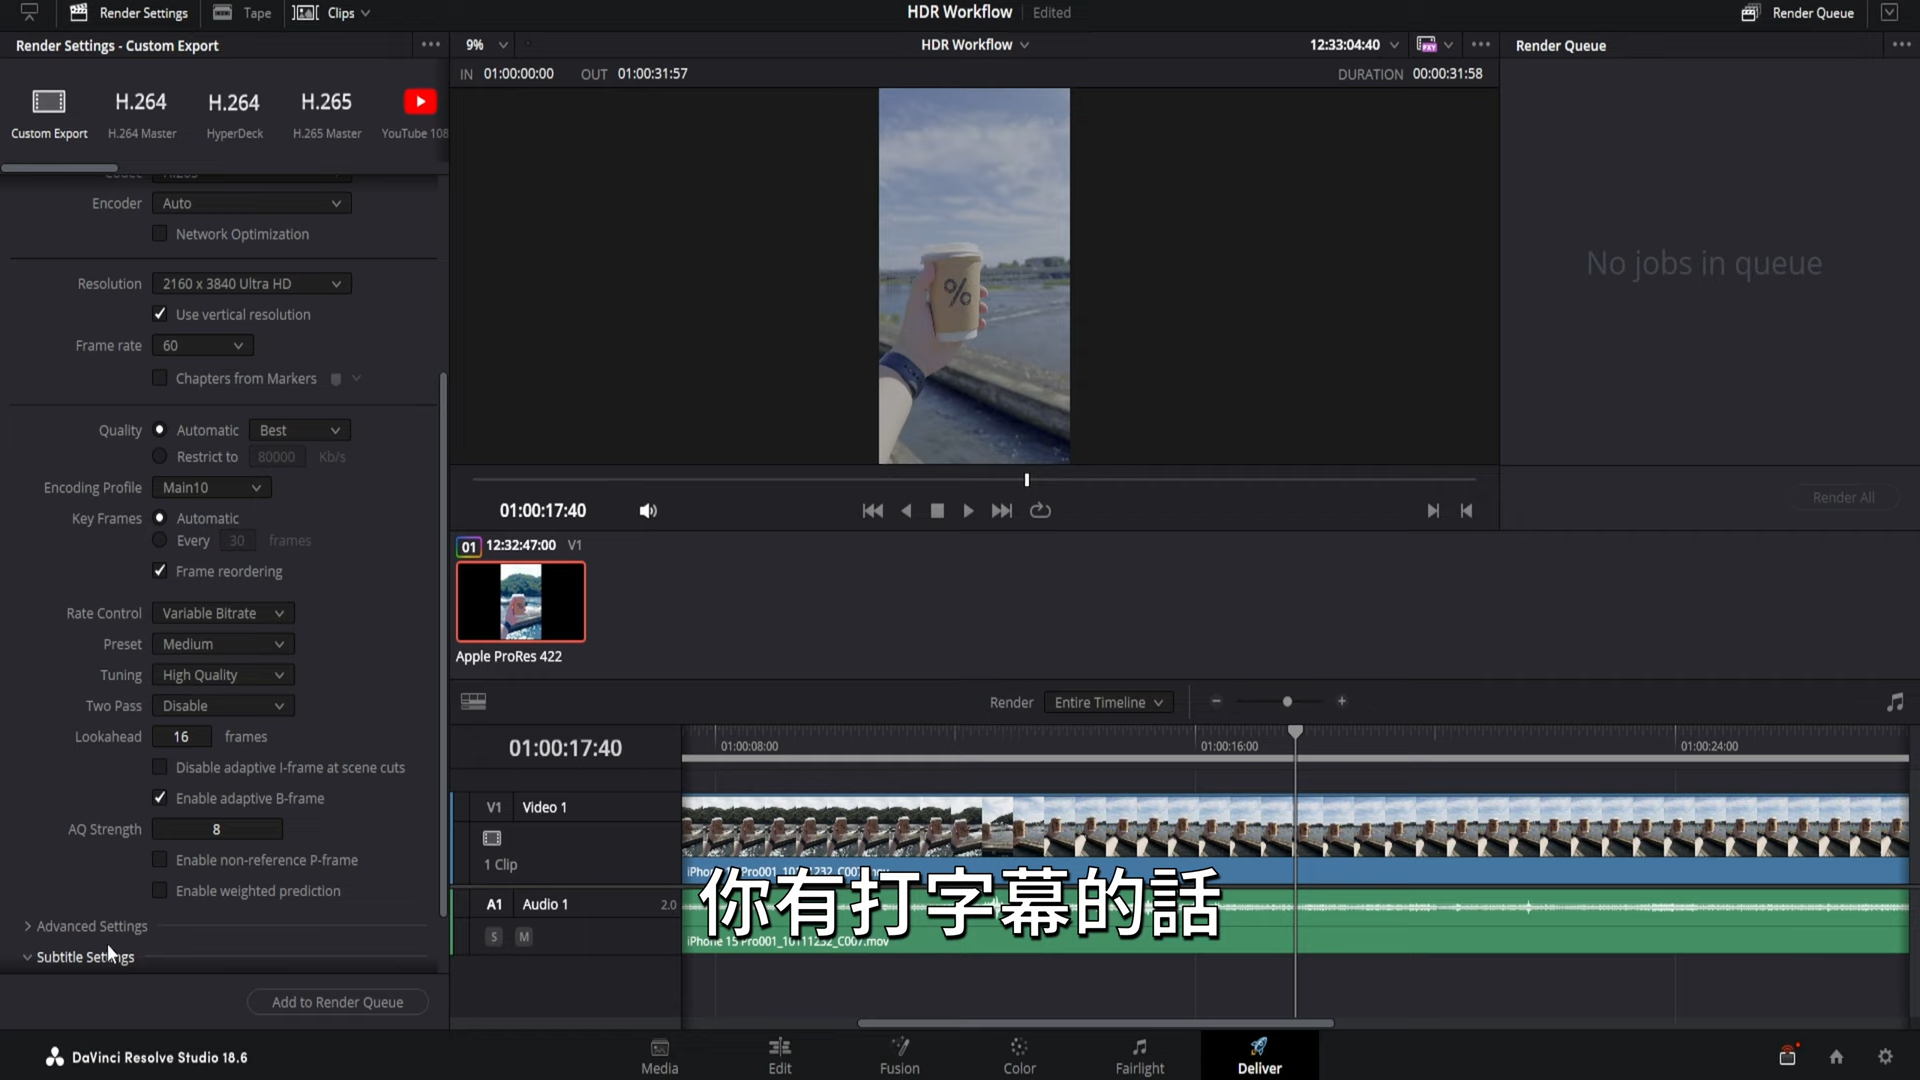 Render Settings
Tape
Clips
HDR Workflow
Edited
Render Queue
Render Settings - Custom Export
9%
HDR Workflow
12:33:04:40
Render Queue
IN 01:00:00:00
OUT 01:00:31:57
DURATION 00:00:31:58
H.264
H.264
H.265
Custom Export
H.264 Master
HyperDeck
H.265 Master
YouTube 108
Encoder
Auto
Network Optimization
Resolution
2160 x 3840 Ultra HD
Use vertical resolution
Frame rate
60
Chapters from Markers
Quality
Automatic
Best
Restrict to
80000
Kb/s
Encoding Profile
Main10
Key Frames
Automatic
Every
30
frames
Frame reordering
Rate Control
Variable Bitrate
Preset
Medium
Tuning
High Quality
Two Pass
Disable
Lookahead
16
frames
Disable adaptive I-frame at scene cuts
Enable adaptive B-frame
AQ Strength
8
Enable non-reference P-frame
Enable weighted prediction
Advanced Settings
Subtitle Settings
Add to Render Queue
%
No jobs in queue
Render All
01:00:17:40
01 12:32:47:00 V1
Apple ProRes 422
Render
Entire Timeline
01:00:17:40
01:00:08:00
01:00:16:00
01:00:24:00
V1
Video 1
1 Clip
A1
Audio 1
2.0
S
M
你有打字幕的話
iPhone 15 Pro001_10111232_C007.mov
DaVinci Resolve Studio 18.6
Media
Edit
Fusion
Color
Fairlight
Deliver